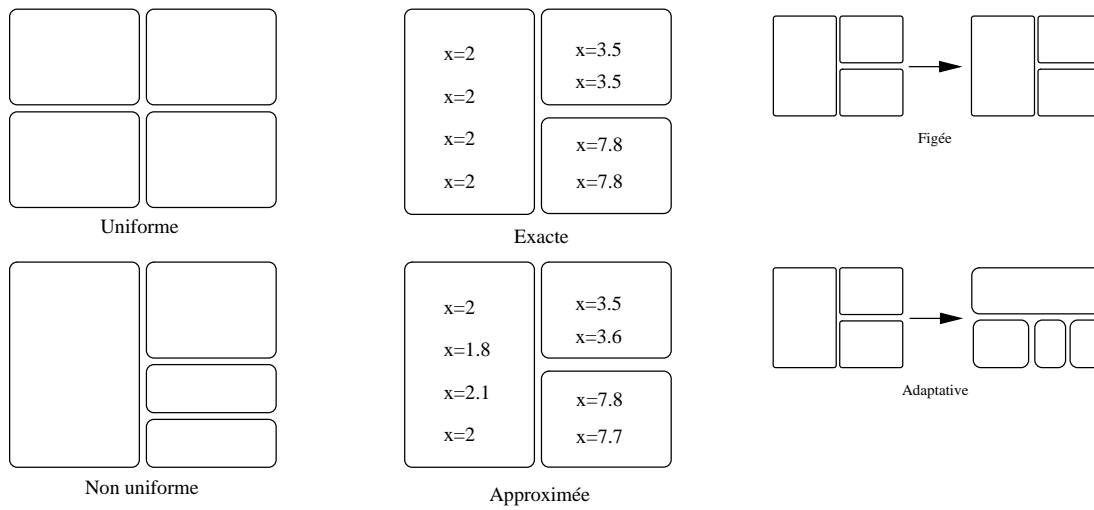 x=2
x=2
x=2
x=2
x=3.5
x=3.5
x=7.8
x=7.8
Figée
Uniforme
Exacte
x=2
x=1.8
x=2.1
x=2
x=3.5
x=3.6
x=7.8
x=7.7
Adaptative
Non uniforme
Approximée